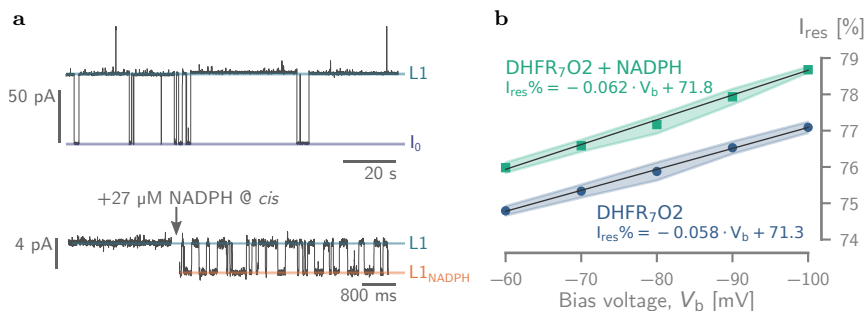 a
L1
50 pA
I₀
20 s
+27 µM NADPH @ cis
4 pA
L1
L1NADPH
800 ms
b
Ires [%]
79
78
77
76
75
74
DHFR₇O2 + NADPH
Ires% = − 0.062 · Vb + 71.8
DHFR₇O2
Ires% = − 0.058 · Vb + 71.3
−60
−70
−80
−90
−100
Bias voltage, Vb [mV]